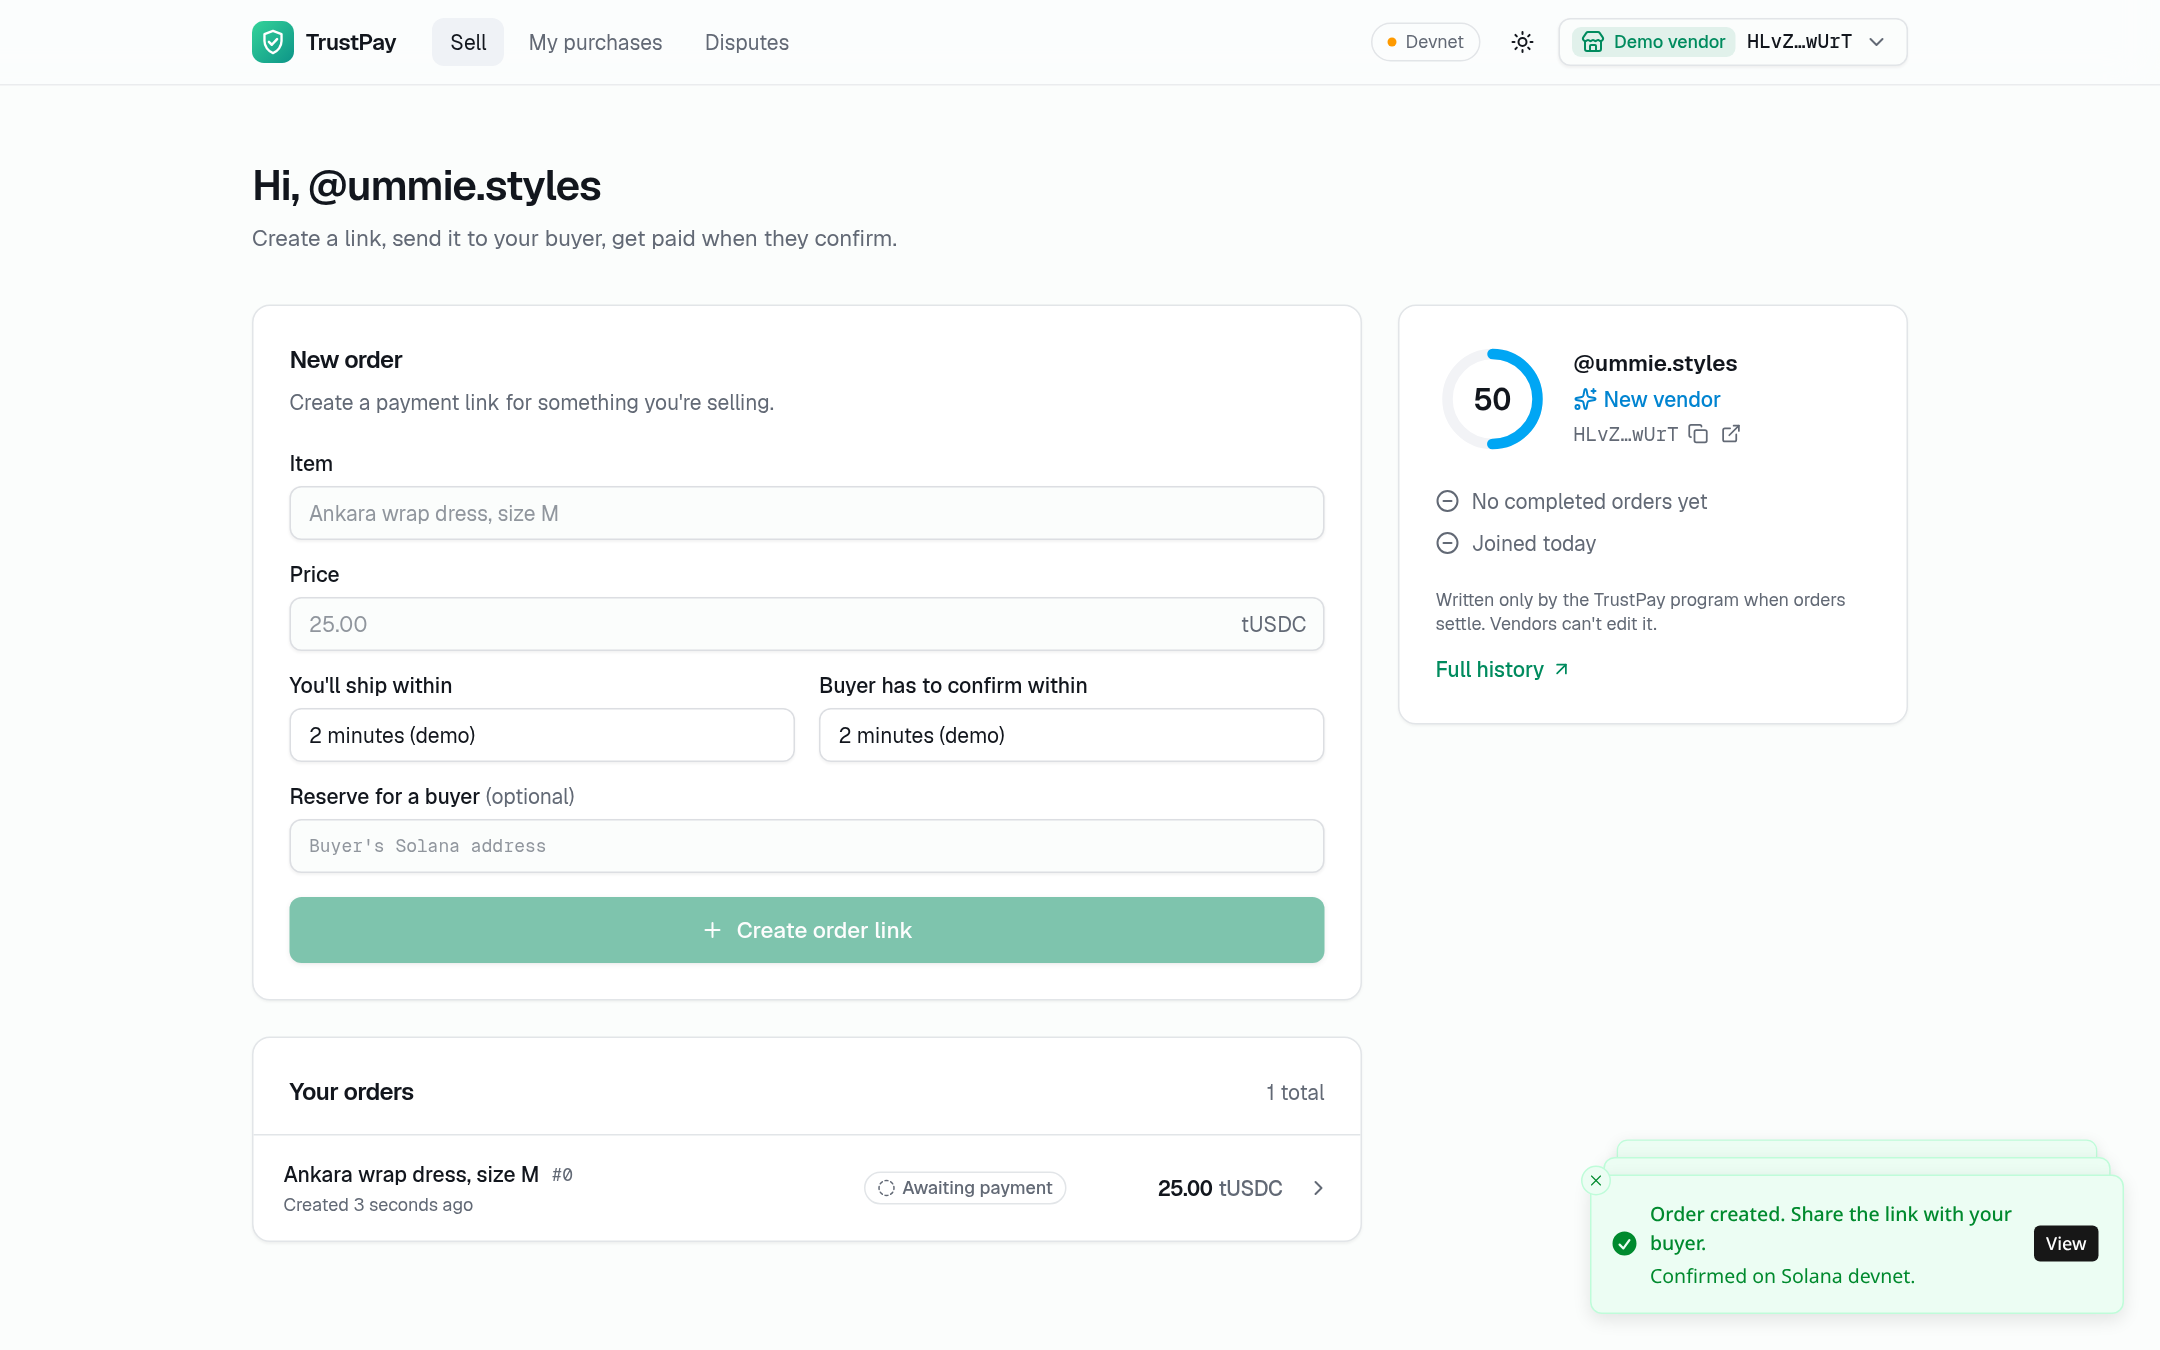 TrustPay
Sell
My purchases
Disputes
Devnet
Demo vendor
HLvZ…wUrT
Hi, @ummie.styles
Create a link, send it to your buyer, get paid when they confirm.
New order
Create a payment link for something you're selling.
Item
Ankara wrap dress, size M
Price
25.00
tUSDC
You'll ship within
Buyer has to confirm within
2 minutes (demo)
2 minutes (demo)
Reserve for a buyer (optional)
Buyer's Solana address
+ Create order link
50
@ummie.styles
New vendor
HLvZ…wUrT
No completed orders yet
Joined today
Written only by the TrustPay program when orders
settle. Vendors can't edit it.
Full history
Your orders
1 total
Ankara wrap dress, size M #0
Created 3 seconds ago
Awaiting payment
25.00 tUSDC
Order created. Share the link with your
buyer.
Confirmed on Solana devnet.
View